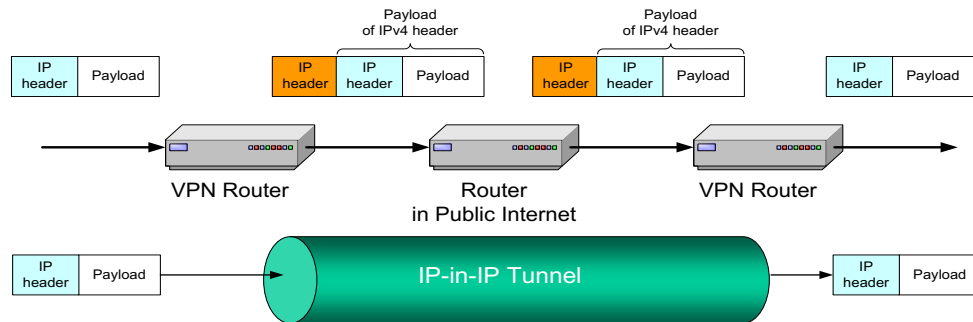 Payload
of IPv4 header
Payload
of IPv4 header
IP
header
Payload
IP
header
IP
header
Payload
IP
header
IP
header
Payload
IP
header
Payload
VPN Router
Router
in Public Internet
VPN Router
IP
header
Payload
IP-in-IP Tunnel
IP
header
Payload